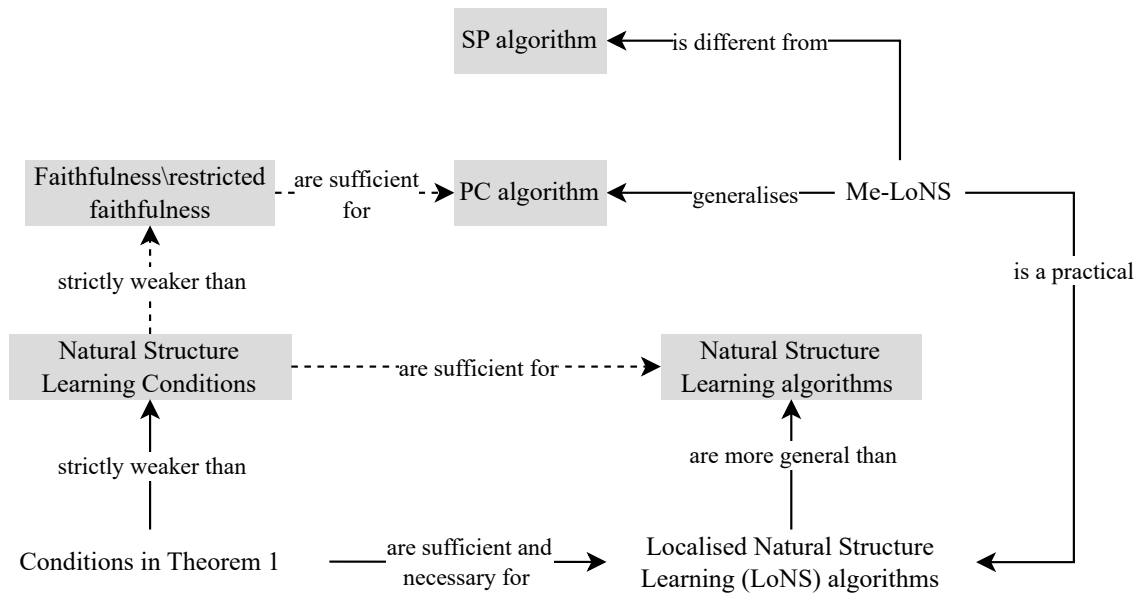 SP algorithm
is different from
Faithfulness\restricted
faithfulness
are sufficient
for
PC algorithm
generalises
Me-LoNS
strictly weaker than
is a practical
Natural Structure
Learning Conditions
are sufficient for
Natural Structure
Learning algorithms
strictly weaker than
are more general than
Conditions in Theorem 1
are sufficient and
necessary for
Localised Natural Structure
Learning (LoNS) algorithms